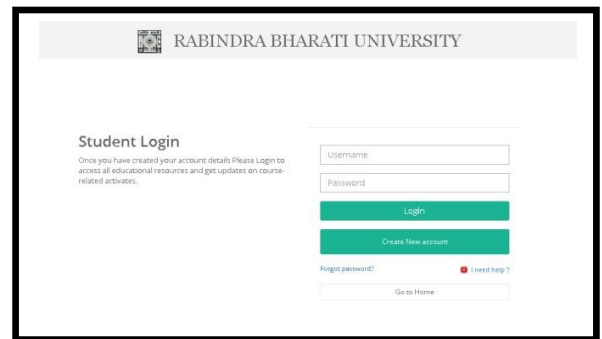 RABINDRA BHARATI UNIVERSITY
Student Login
Once you have created your account details Please Login to
access all educational resources and get updates on course-
related activates.
Username
Password
Login
Create New account
Forgot password?
I need help ?
Go to Home